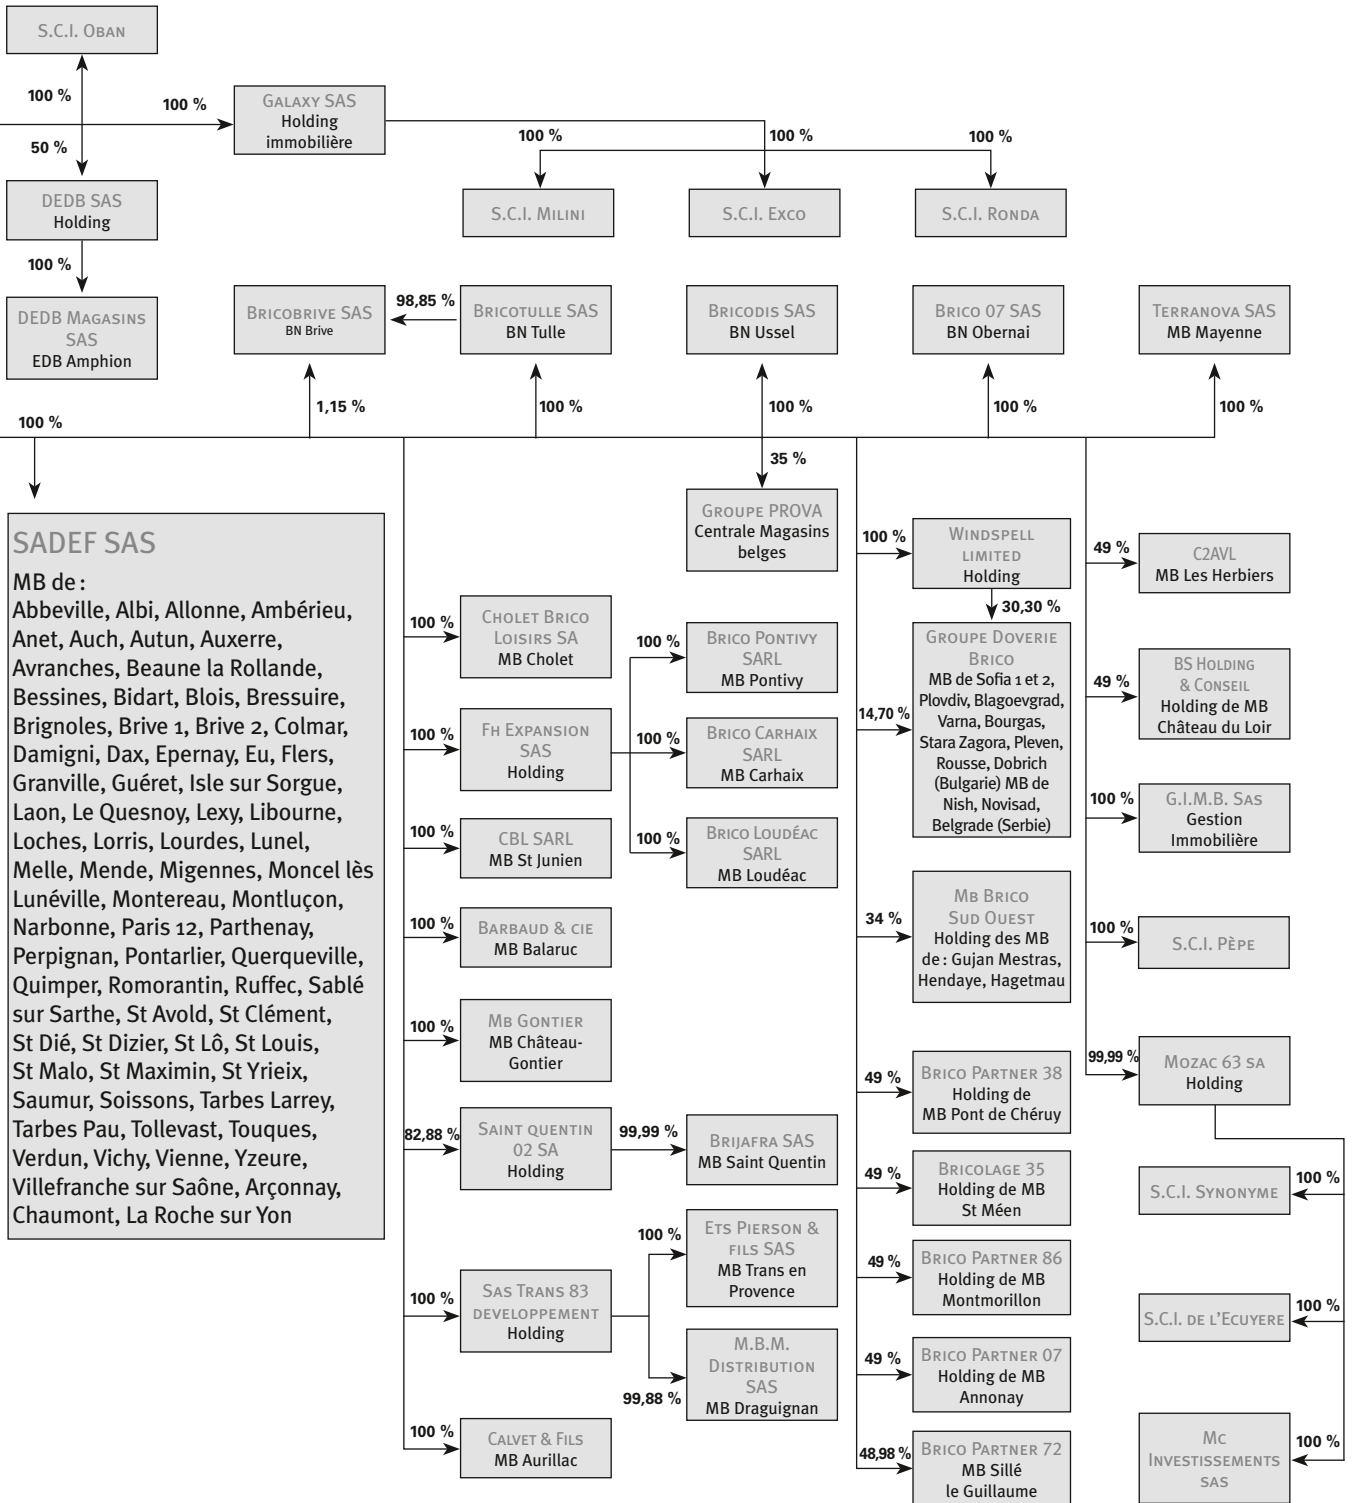 S.C.I. OBAN
100 %
100 %
GALAXY SAS
Holding
immobilière
50 %
100 %
100 %
100 %
DEDB SAS
Holding
S.C.I. MILINI
S.C.I. EXCO
S.C.I. RONDA
100 %
DEDB MAGASINS
SAS
EDB Amphion
BRICOBRIVE SAS
BN Brive
98,85 %
BRICOTULLE SAS
BN Tulle
BRICODIS SAS
BN Ussel
BRICO 07 SAS
BN Obernai
TERRANOVA SAS
MB Mayenne
100 %
1,15 %
100 %
100 %
100 %
100 %
35 %
GROUPE PROVA
Centrale Magasins
belges
SADEF SAS
MB de :
Abbeville, Albi, Allonne, Ambérieu,
Anet, Auch, Autun, Auxerre,
Avranches, Beaune la Rollande,
Bessines, Bidart, Blois, Bressuire,
Brignoles, Brive 1, Brive 2, Colmar,
Damigni, Dax, Epernay, Eu, Flers,
Granville, Guéret, Isle sur Sorgue,
Laon, Le Quesnoy, Lexy, Libourne,
Loches, Lorris, Lourdes, Lunel,
Melle, Mende, Migennes, Moncel lès
Lunéville, Montereau, Montluçon,
Narbonne, Paris 12, Parthenay,
Perpignan, Pontarlier, Querqueville,
Quimper, Romorantin, Ruffec, Sablé
sur Sarthe, St Avold, St Clément,
St Dié, St Dizier, St Lô, St Louis,
St Malo, St Maximin, St Yrieix,
Saumur, Soissons, Tarbes Larrey,
Tarbes Pau, Tollevast, Touques,
Verdun, Vichy, Vienne, Yzeure,
Villefranche sur Saône, Arçonnay,
Chaumont, La Roche sur Yon
100 %
CHOLET BRICO
LOISIRS SA
MB Cholet
100 %
FH EXPANSION
SAS
Holding
100 %
BRICO PONTIVY
SARL
MB Pontivy
100 %
BRICO CARHAIX
SARL
MB Carhaix
100 %
BRICO LOUDÉAC
SARL
MB Loudéac
100 %
CBL SARL
MB St Junien
100 %
BARBAUD & CIE
MB Balaruc
100 %
MB GONTIER
MB Château-
Gontier
82,88 %
SAINT QUENTIN
02 SA
Holding
99,99 %
BRIJAFRA SAS
MB Saint Quentin
100 %
SAS TRANS 83
DEVELOPPEMENT
Holding
100 %
ETS PIERSON &
FILS SAS
MB Trans en
Provence
99,88 %
M.B.M.
DISTRIBUTION
SAS
MB Draguignan
100 %
CALVET & FILS
MB Aurillac
100 %
WINDSPELL
LIMITED
Holding
30,30 %
14,70 %
GROUPE DOVERIE
BRICO
MB de Sofia 1 et 2,
Plovdiv, Blagoevgrad,
Varna, Bourgas,
Stara Zagora, Pleven,
Rousse, Dobrich
(Bulgarie) MB de
Nish, Novisad,
Belgrade (Serbie)
34 %
MB BRICO
SUD OUEST
Holding des MB
de : Gujan Mestras,
Hendaye, Hagetmau
49 %
BRICO PARTNER 38
Holding de
MB Pont de Chéruy
49 %
BRICOLAGE 35
Holding de MB
St Méen
49 %
BRICO PARTNER 86
Holding de MB
Montmorillon
49 %
BRICO PARTNER 07
Holding de MB
Annonay
48,98 %
BRICO PARTNER 72
MB Sillé
le Guillaume
49 %
C2AVL
MB Les Herbiers
49 %
BS HOLDING
& CONSEIL
Holding de MB
Château du Loir
100 %
G.I.M.B. SAS
Gestion
Immobilière
100 %
S.C.I. PÈPE
99,99 %
MOZAC 63 SA
Holding
S.C.I. SYNONYME
100 %
S.C.I. DE L'ECUYERE
100 %
MC
INVESTISSEMENTS
SAS
100 %